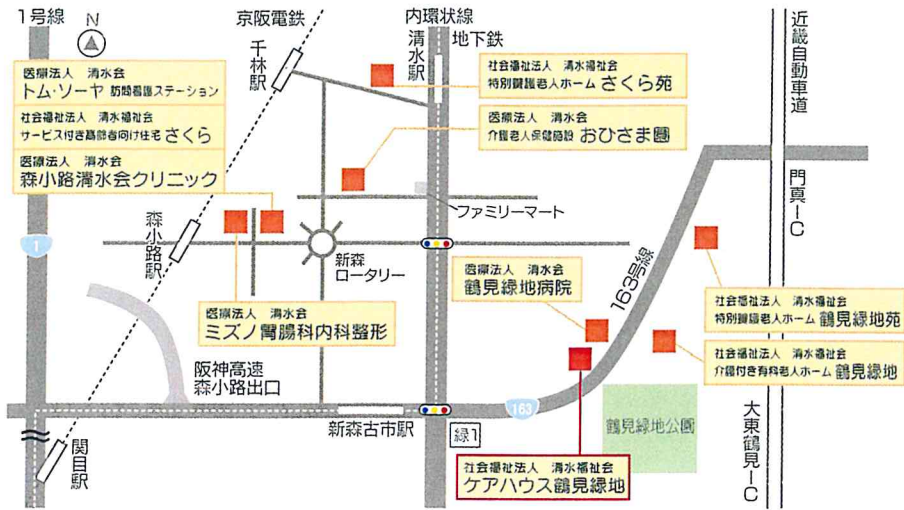 1号線
N
京阪電鉄
千林駅
内環状線
清水駅
地下鉄
近畿自動車道
医療法人 清水会
トム・ソーヤ 訪問看護ステーション
社会福祉法人 清水福祉会
サービス付き高齢者向け住宅 さくら
医療法人 清水会
森小路清水会クリニック
社会福祉法人 清水福祉会
特別養護老人ホーム さくら苑
医療法人 清水会
介護老人保健施設 おひさま園
ファミリーマート
門真IC
1
森小路駅
新森
ロータリー
163号線
医療法人 清水会
鶴見緑地病院
医療法人 清水会
ミズノ胃腸科内科整形
社会福祉法人 清水福祉会
特別養護老人ホーム 鶴見緑地苑
社会福祉法人 清水福祉会
介護付き有料老人ホーム 鶴見緑地
阪神高速
森小路出口
新森古市駅
163
緑1
鶴見緑地公園
大東鶴見IC
関目駅
社会福祉法人 清水福祉会
ケアハウス鶴見緑地